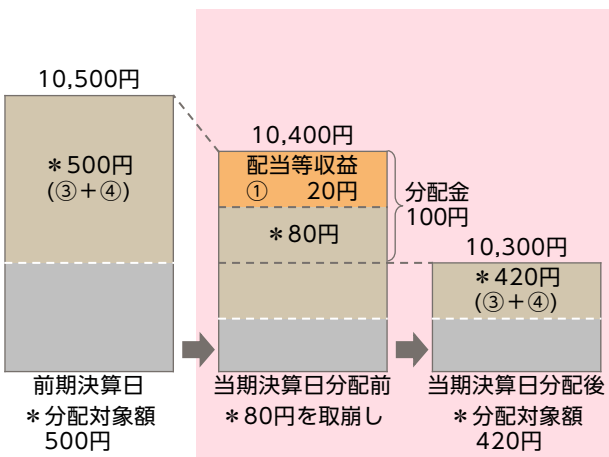 10,500円
＊500円
(③＋④)
前期決算日
＊分配対象額
500円
10,400円
配当等収益
① 20円
＊80円
分配金
100円
当期決算日分配前
＊80円を取崩し
10,300円
＊420円
(③＋④)
当期決算日分配後
＊分配対象額
420円